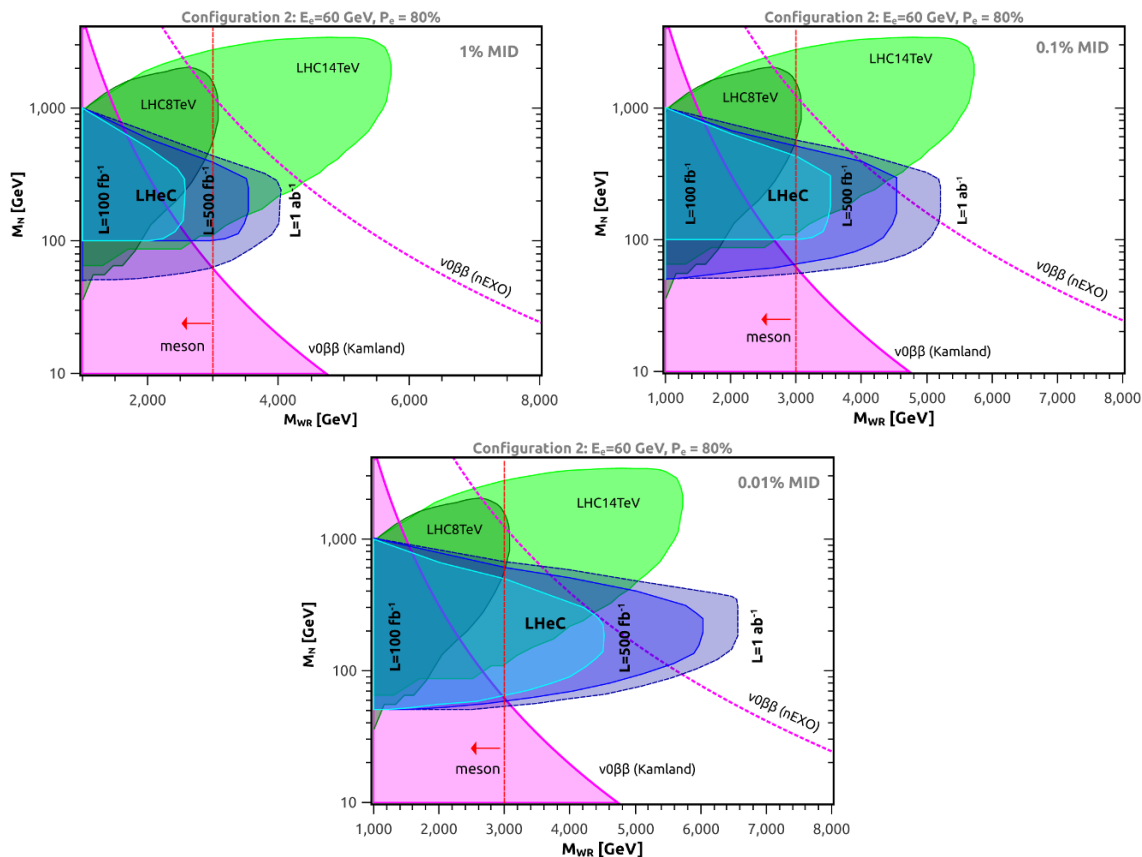 Configuration 2: Eₑ=60 GeV, Pₑ = 80%
1% MID
LHC14TeV
LHC8TeV
1,000
L=100 fb⁻¹
LHeC
L=500 fb⁻¹
L=1 ab⁻¹
M_N [GeV]
100
ν0ββ (nEXO)
meson
ν0ββ (Kamland)
10
2,000 4,000 6,000 8,000
M_WR [GeV]
Configuration 2: Eₑ=60 GeV, Pₑ = 80%
0.1% MID
LHC14TeV
LHC8TeV
1,000
L=100 fb⁻¹
LHeC
L=500 fb⁻¹
L=1 ab⁻¹
M_N [GeV]
100
ν0ββ (nEXO)
meson
ν0ββ (Kamland)
10
1,000 2,000 3,000 4,000 5,000 6,000 7,000 8,000
M_WR [GeV]
Configuration 2: Eₑ=60 GeV, Pₑ = 80%
0.01% MID
LHC14TeV
LHC8TeV
1,000
L=100 fb⁻¹
LHeC
L=500 fb⁻¹
L=1 ab⁻¹
M_N [GeV]
100
ν0ββ (nEXO)
meson
ν0ββ (Kamland)
10
1,000 2,000 3,000 4,000 5,000 6,000 7,000 8,000
M_WR [GeV]